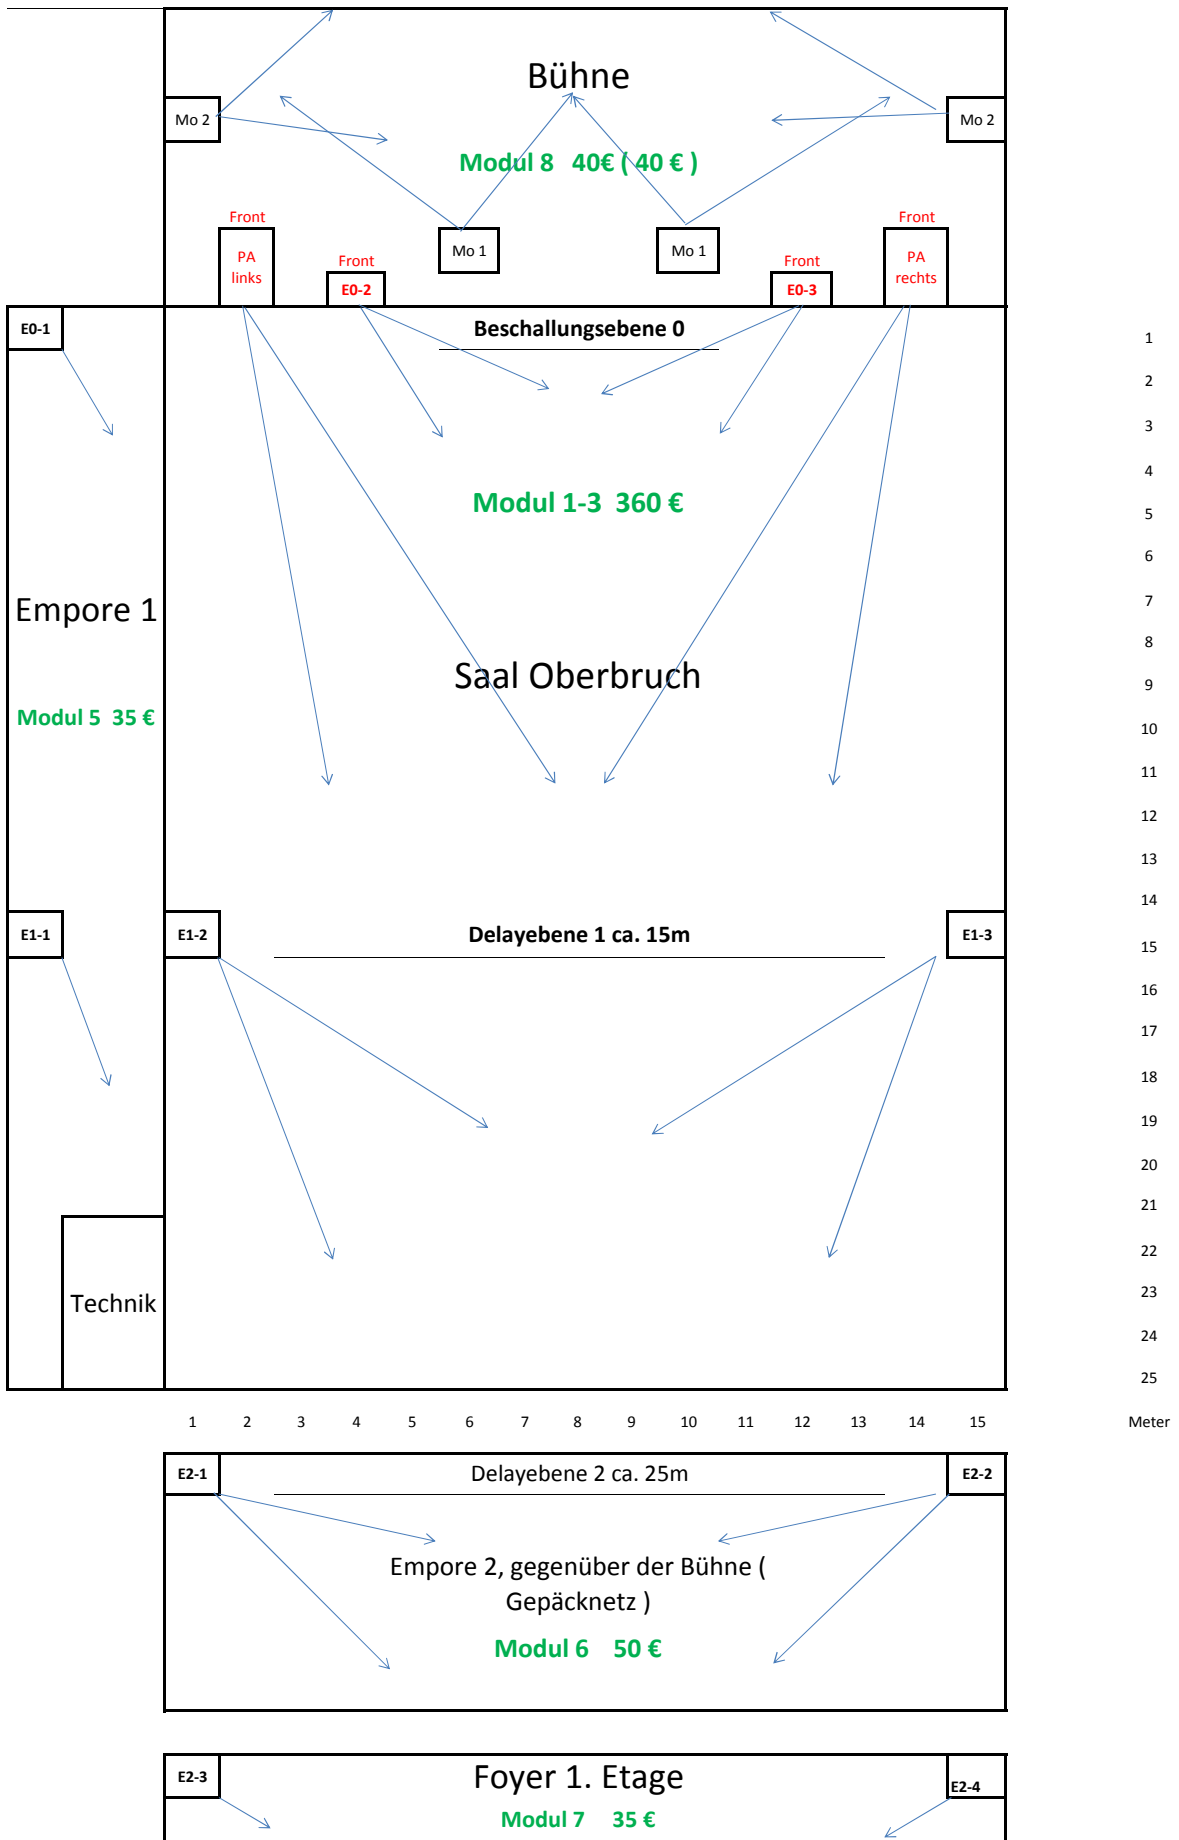 Bühne
Mo 2
Mo 2
Modul 8 40€ ( 40 € )
Front
Front
PA
links
Front
E0-2
Mo 1
Mo 1
Front
E0-3
PA
rechts
E0-1
Beschallungsebene 0
1
2
3
4
Modul 1-3 360 €
5
6
Empore 1
7
8
Saal Oberbruch
9
Modul 5 35 €
10
11
12
13
14
E1-1
E1-2
Delayebene 1 ca. 15m
E1-3
15
16
17
18
19
20
21
22
Technik
23
24
25
1 2 3 4 5 6 7 8 9 10 11 12 13 14 15 Meter
E2-1
Delayebene 2 ca. 25m
E2-2
Empore 2, gegenüber der Bühne (
Gepäcknetz )
Modul 6 50 €
E2-3
Foyer 1. Etage
E2-4
Modul 7 35 €